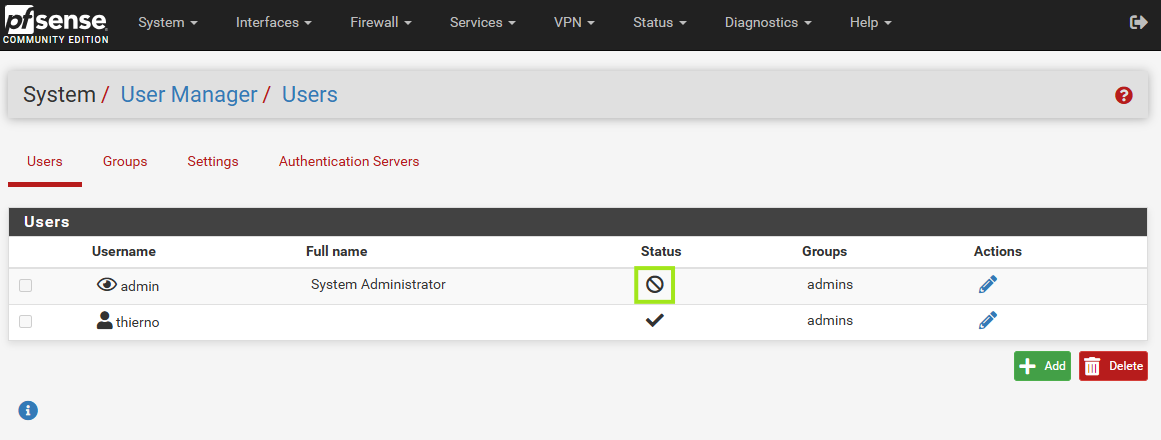 pfsense
COMMUNITY EDITION
System Interfaces Firewall Services VPN Status Diagnostics Help
System / User Manager / Users
Users Groups Settings Authentication Servers
Users
Username Full name Status Groups Actions
admin System Administrator admins
thierno admins
Add Delete